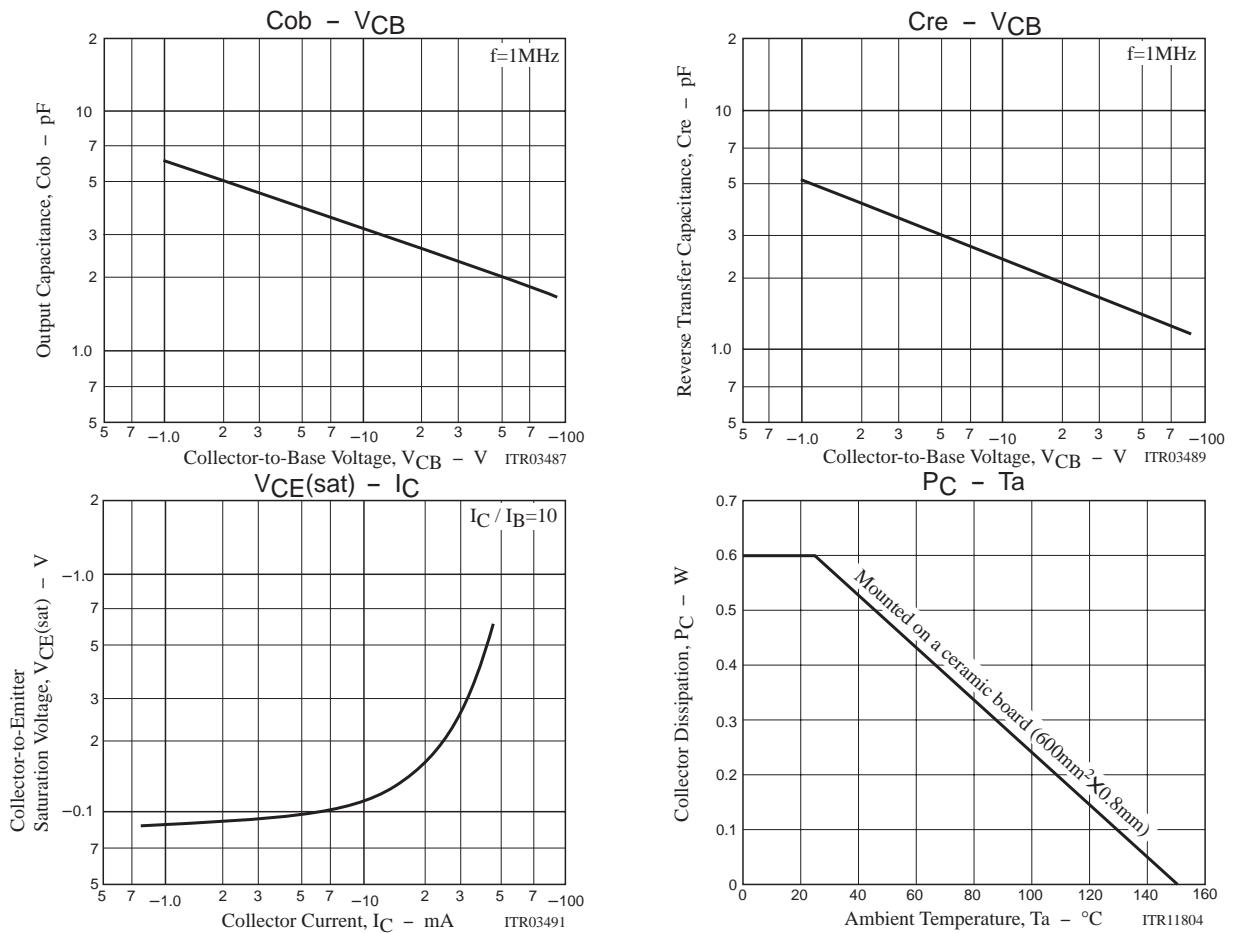 Cob – VCB
f=1MHz
Output Capacitance, Cob – pF
2
10
7
5
3
2
1.0
7
5
5 7 –1.0 2 3 5 7 –10 2 3 5 7 –100
Collector-to-Base Voltage, VCB – V ITR03487
Cre – VCB
f=1MHz
Reverse Transfer Capacitance, Cre – pF
2
10
7
5
3
2
1.0
7
5
5 7 –1.0 2 3 5 7 –10 2 3 5 7 –100
Collector-to-Base Voltage, VCB – V ITR03489
VCE(sat) – IC
IC / IB=10
Collector-to-Emitter
Saturation Voltage, VCE(sat) – V
2
–1.0
7
5
3
2
–0.1
7
5
5 7 –1.0 2 3 5 7 –10 2 3 5 7 –100
Collector Current, IC – mA ITR03491
PC – Ta
Collector Dissipation, PC – W
0.7
0.6
0.5
0.4
0.3
0.2
0.1
0
Mounted on a ceramic board (600mm²✕0.8mm)
0 20 40 60 80 100 120 140 160
Ambient Temperature, Ta – °C ITR11804